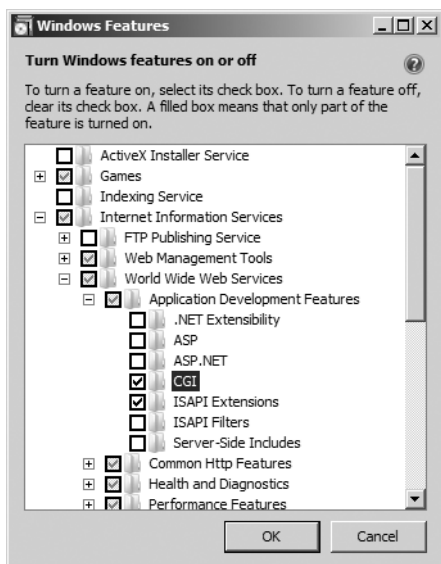 Windows Features
Turn Windows features on or off
To turn a feature on, select its check box. To turn a feature off,
clear its check box. A filled box means that only part of the
feature is turned on.
ActiveX Installer Service
Games
Indexing Service
Internet Information Services
FTP Publishing Service
Web Management Tools
World Wide Web Services
Application Development Features
.NET Extensibility
ASP
ASP.NET
CGI
ISAPI Extensions
ISAPI Filters
Server-Side Includes
Common Http Features
Health and Diagnostics
Performance Features
OK Cancel